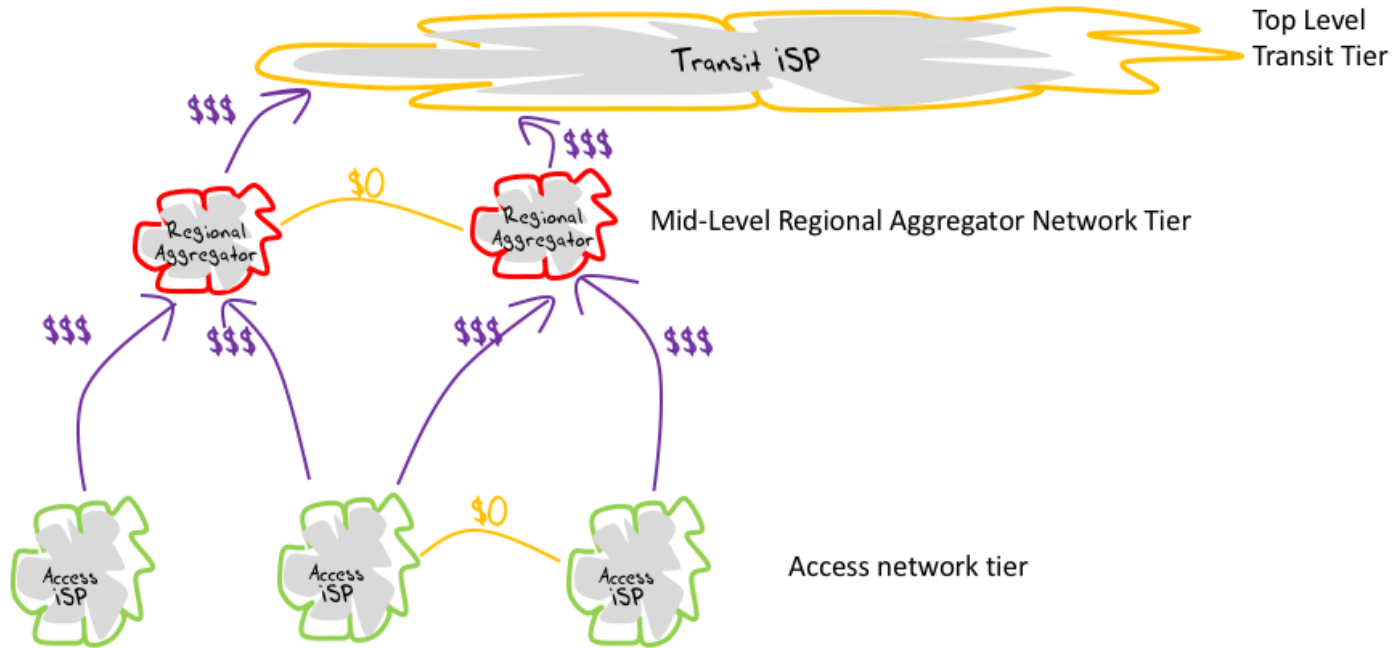 Top Level
Transit iSP
Transit Tier
$$$
$$$
$0
Regional
Aggregator
Regional
Aggregator
Mid-Level Regional Aggregator Network Tier
$$$
$$$
$$$
$$$
$0
Access
iSP
Access
iSP
Access
iSP
Access network tier